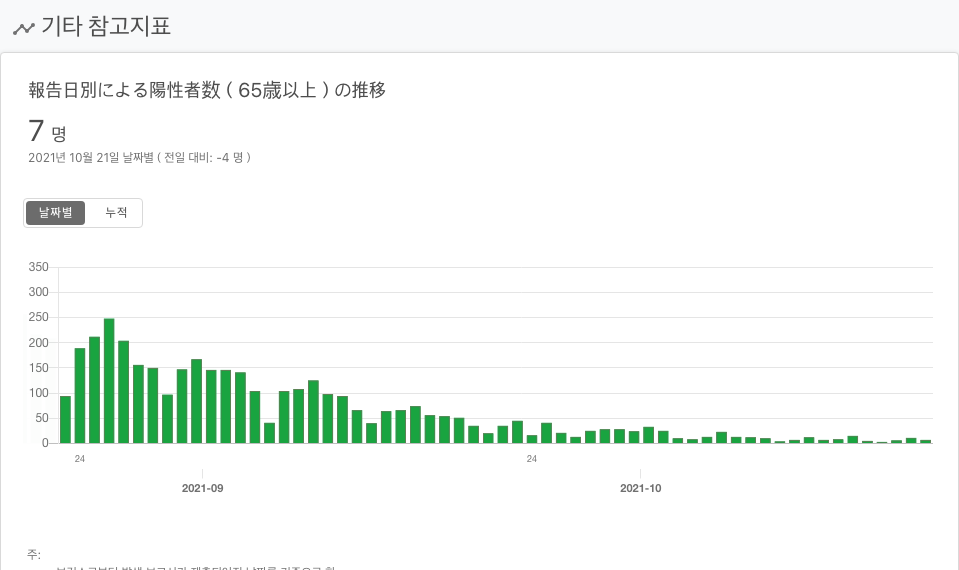 기타 참고지표
報告日別による陽性者数 ( 65歳以上 ) の推移
7 명
2021년 10월 21일 날짜별 ( 전일 대비: -4 명 )
날짜별 누적
350
300
250
200
150
100
50
0
24 24
2021-09 2021-10
주: